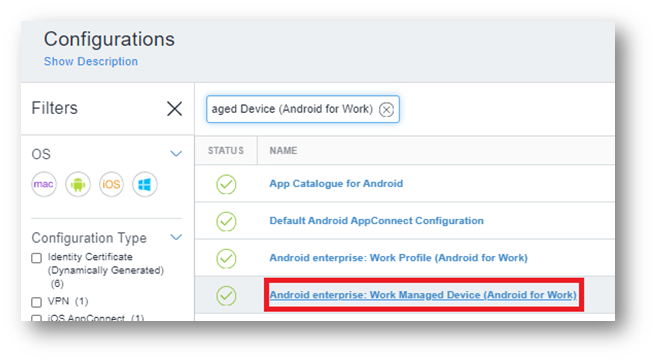 Configurations
Show Description
Filters
aged Device (Android for Work)
OS
mac
iOS
STATUS
NAME
App Catalogue for Android
Default Android AppConnect Configuration
Configuration Type
Identity Certificate
(Dynamically Generated)
(6)
VPN (1)
iOS AppConnect (1)
Android enterprise: Work Profile (Android for Work)
Android enterprise: Work Managed Device (Android for Work)